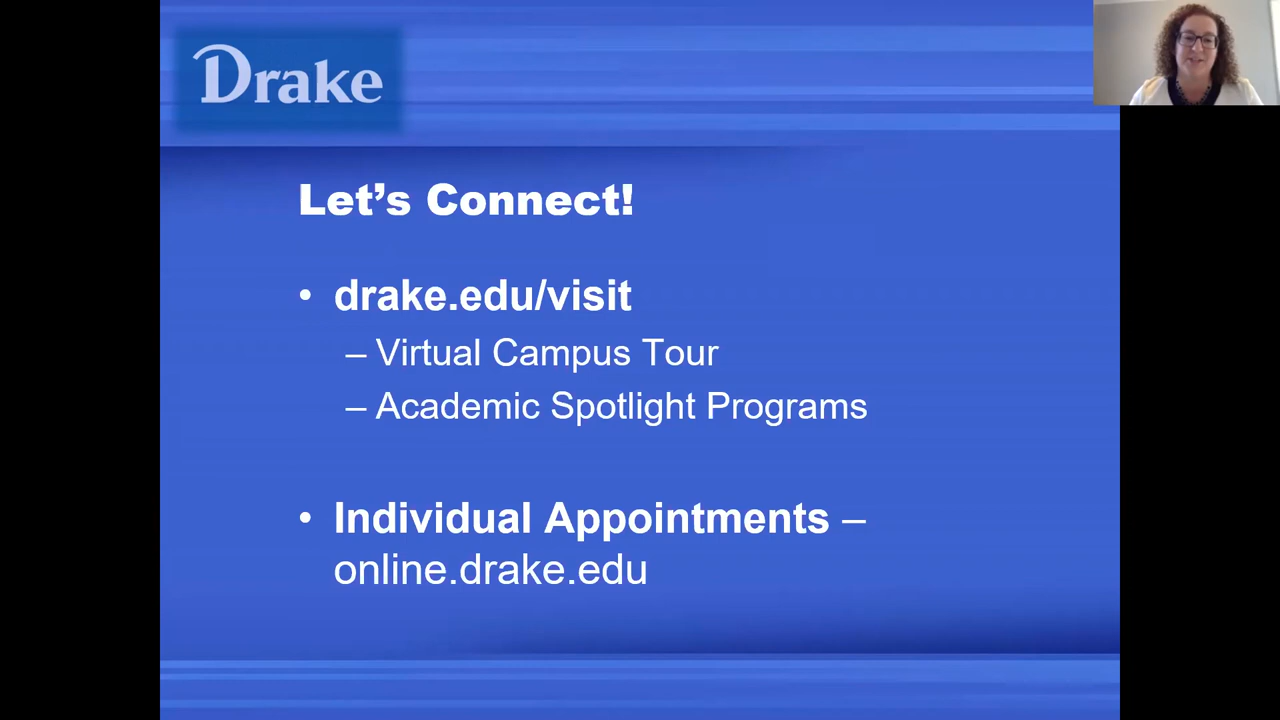 Drake
Let's Connect!
• drake.edu/visit
– Virtual Campus Tour
– Academic Spotlight Programs
• Individual Appointments –
online.drake.edu